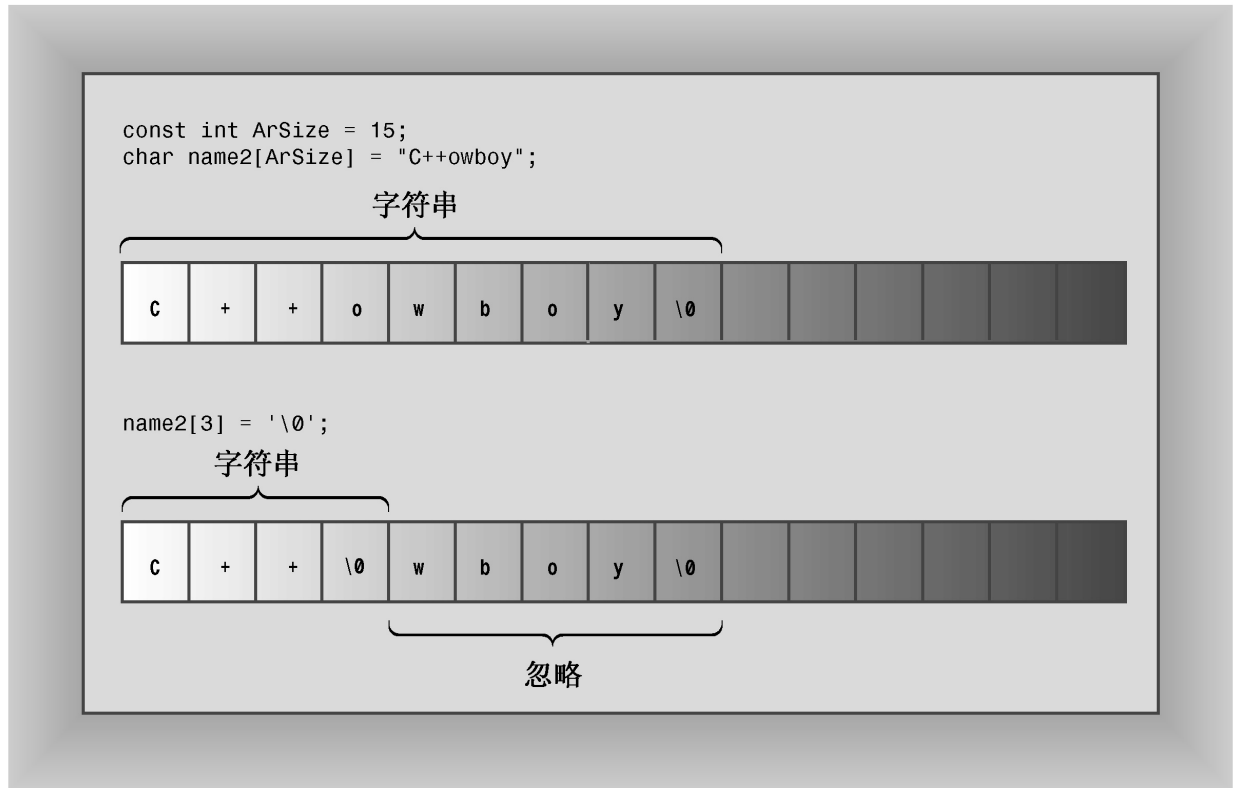 const int ArSize = 15;
char name2[ArSize] = "C++owboy";
字符串
C + + o w b o y \0
name2[3] = '\0';
字符串
C + + \0 w b o y \0
忽略